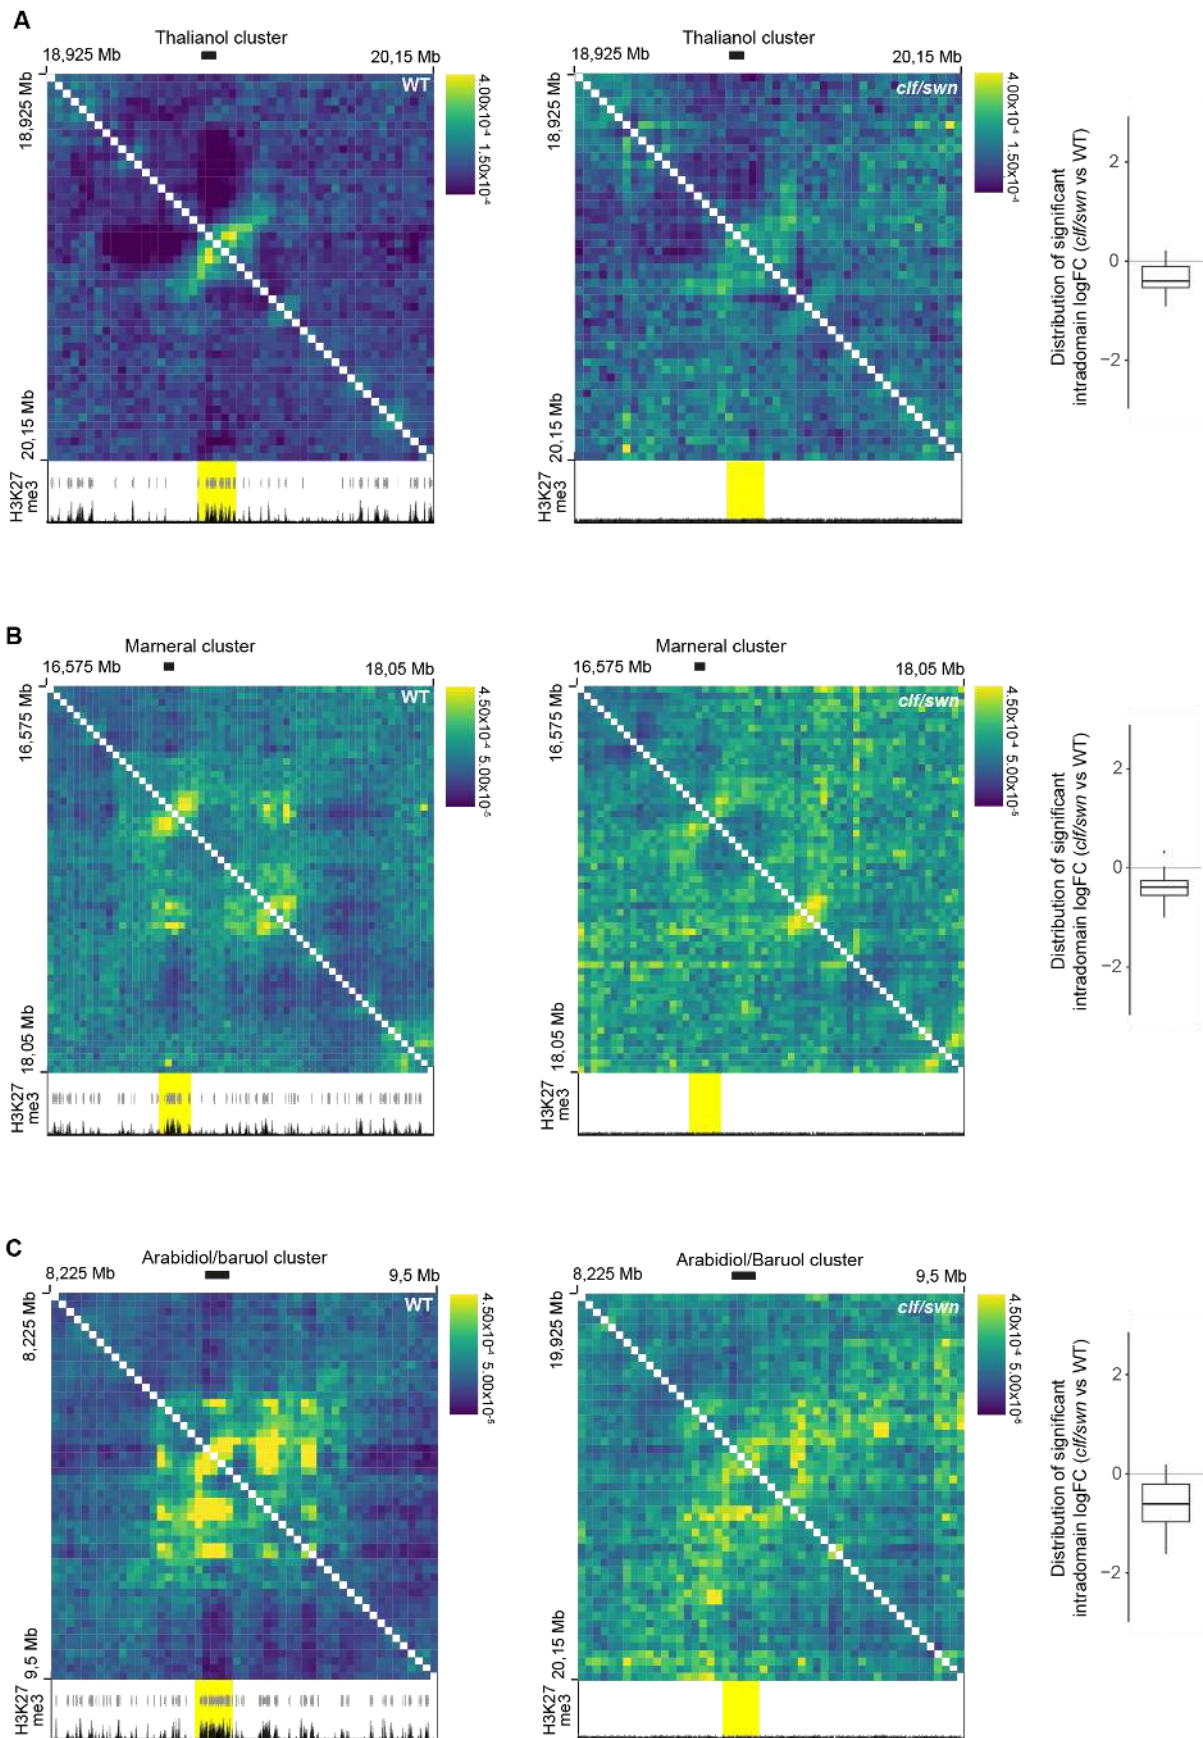 A
Thalianol cluster
18,925 Mb
20,15 Mb
WT
18,925 Mb
20,15 Mb
4.00x10-4
1.50x10-4
H3K27
me3
Thalianol cluster
18,925 Mb
20,15 Mb
clf/swn
18,925 Mb
20,15 Mb
4.00x10-4
1.50x10-4
H3K27
me3
Distribution of significant
intradomain logFC (clf/swn vs WT)
2
0
−2
B
Marneral cluster
16,575 Mb
18,05 Mb
WT
16,575 Mb
18,05 Mb
4.50x10-4
5.00x10-5
H3K27
me3
Marneral cluster
16,575 Mb
18,05 Mb
clf/swn
16,575 Mb
18,05 Mb
4.50x10-4
5.00x10-5
H3K27
me3
Distribution of significant
intradomain logFC (clf/swn vs WT)
2
0
−2
C
Arabidiol/baruol cluster
8,225 Mb
9,5 Mb
WT
8,225 Mb
9,5 Mb
4.50x10-4
5.00x10-5
H3K27
me3
Arabidiol/Baruol cluster
8,225 Mb
9,5 Mb
clf/swn
19,925 Mb
20,15 Mb
4.50x10-4
5.00x10-5
H3K27
me3
Distribution of significant
intradomain logFC (clf/swn vs WT)
2
0
−2